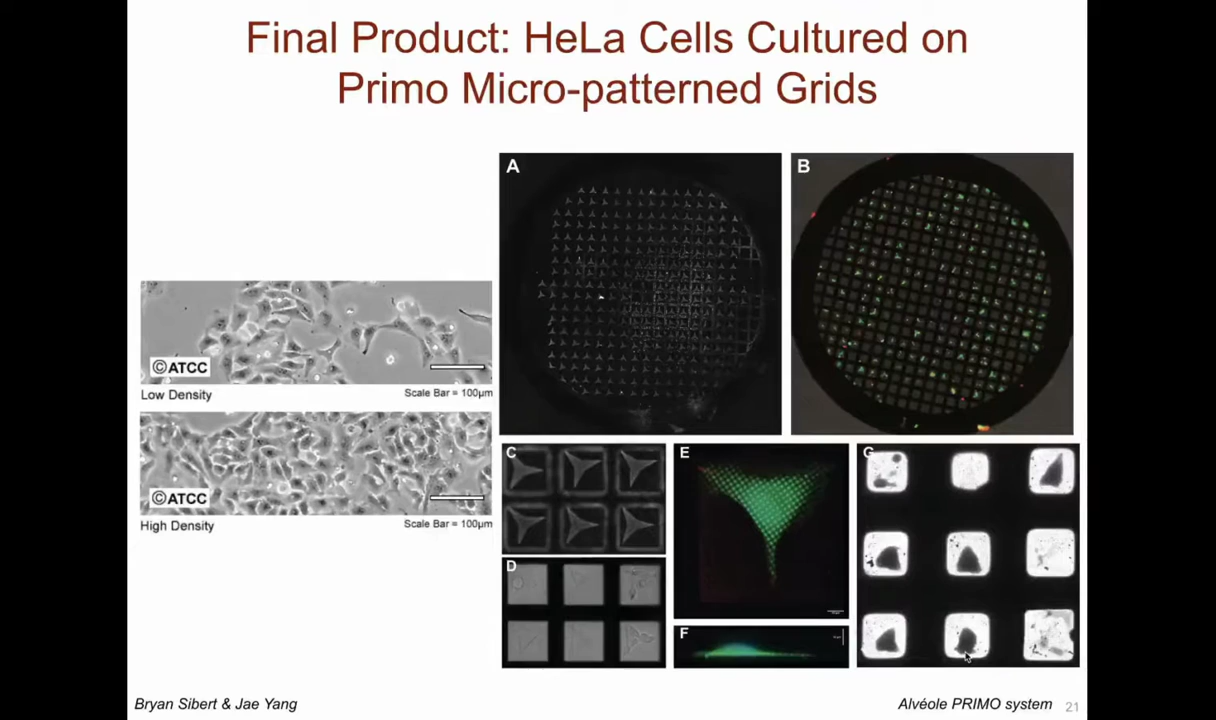 Final Product: HeLa Cells Cultured on
Primo Micro-patterned Grids
©ATCC
Low Density
Scale Bar = 100µm
©ATCC
High Density
Scale Bar = 100µm
A
B
C
D
E
F
G
Bryan Sibert & Jae Yang
Alvéole PRIMO system
21